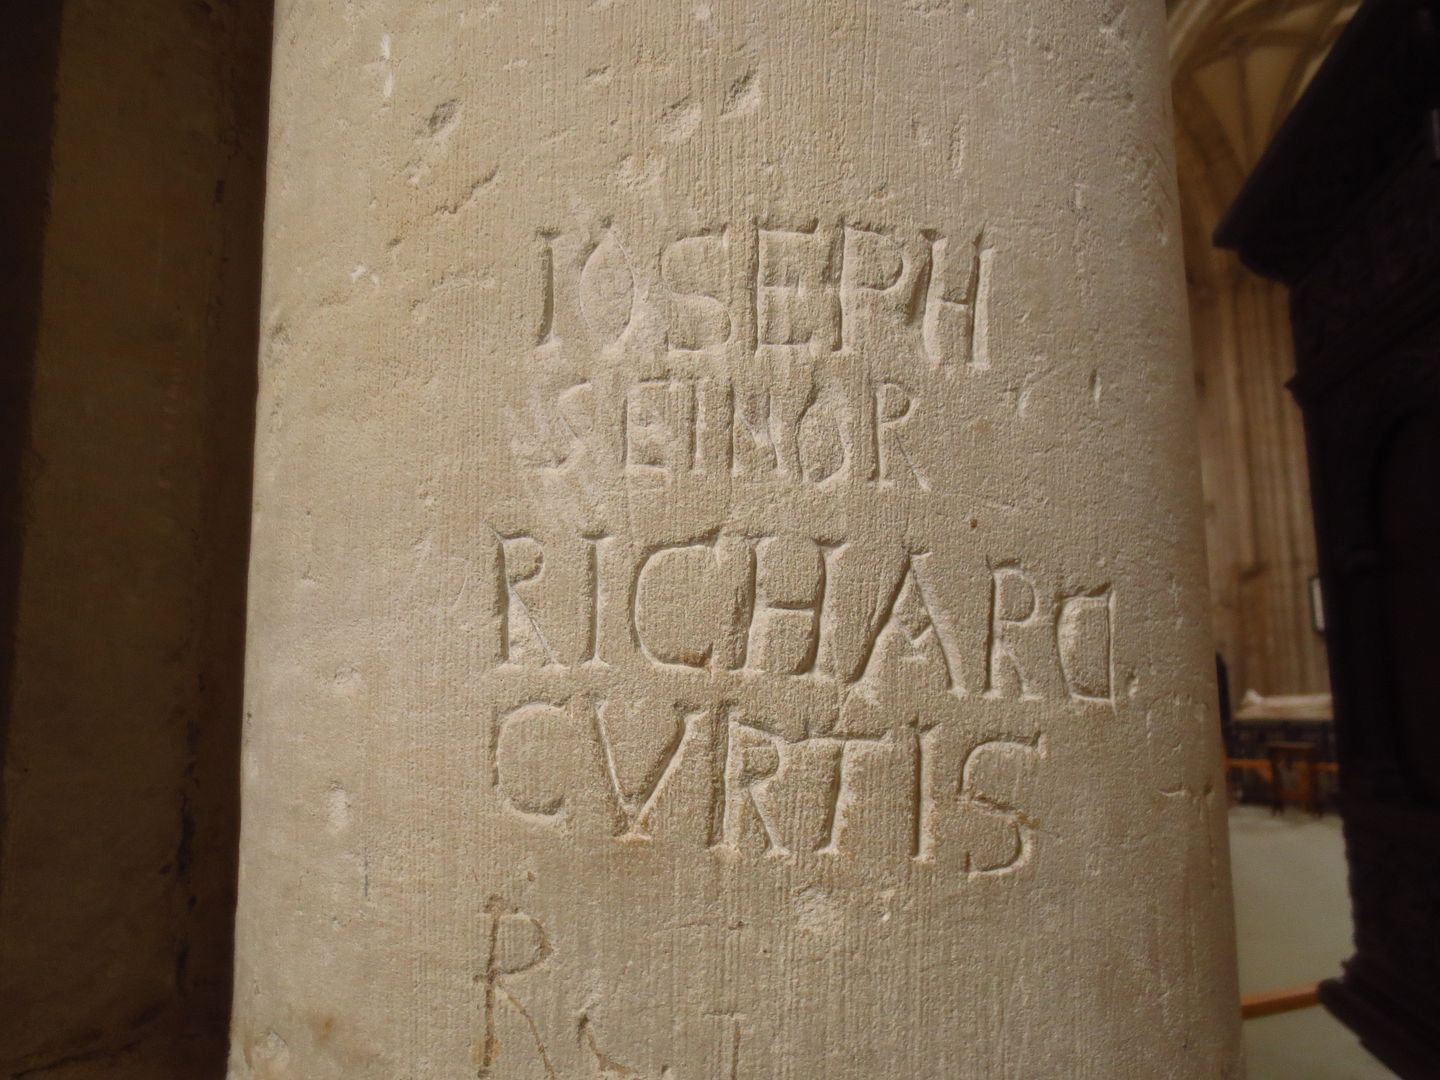 IOSEPH
SEINOR
RICHARD
CVRTIS
R